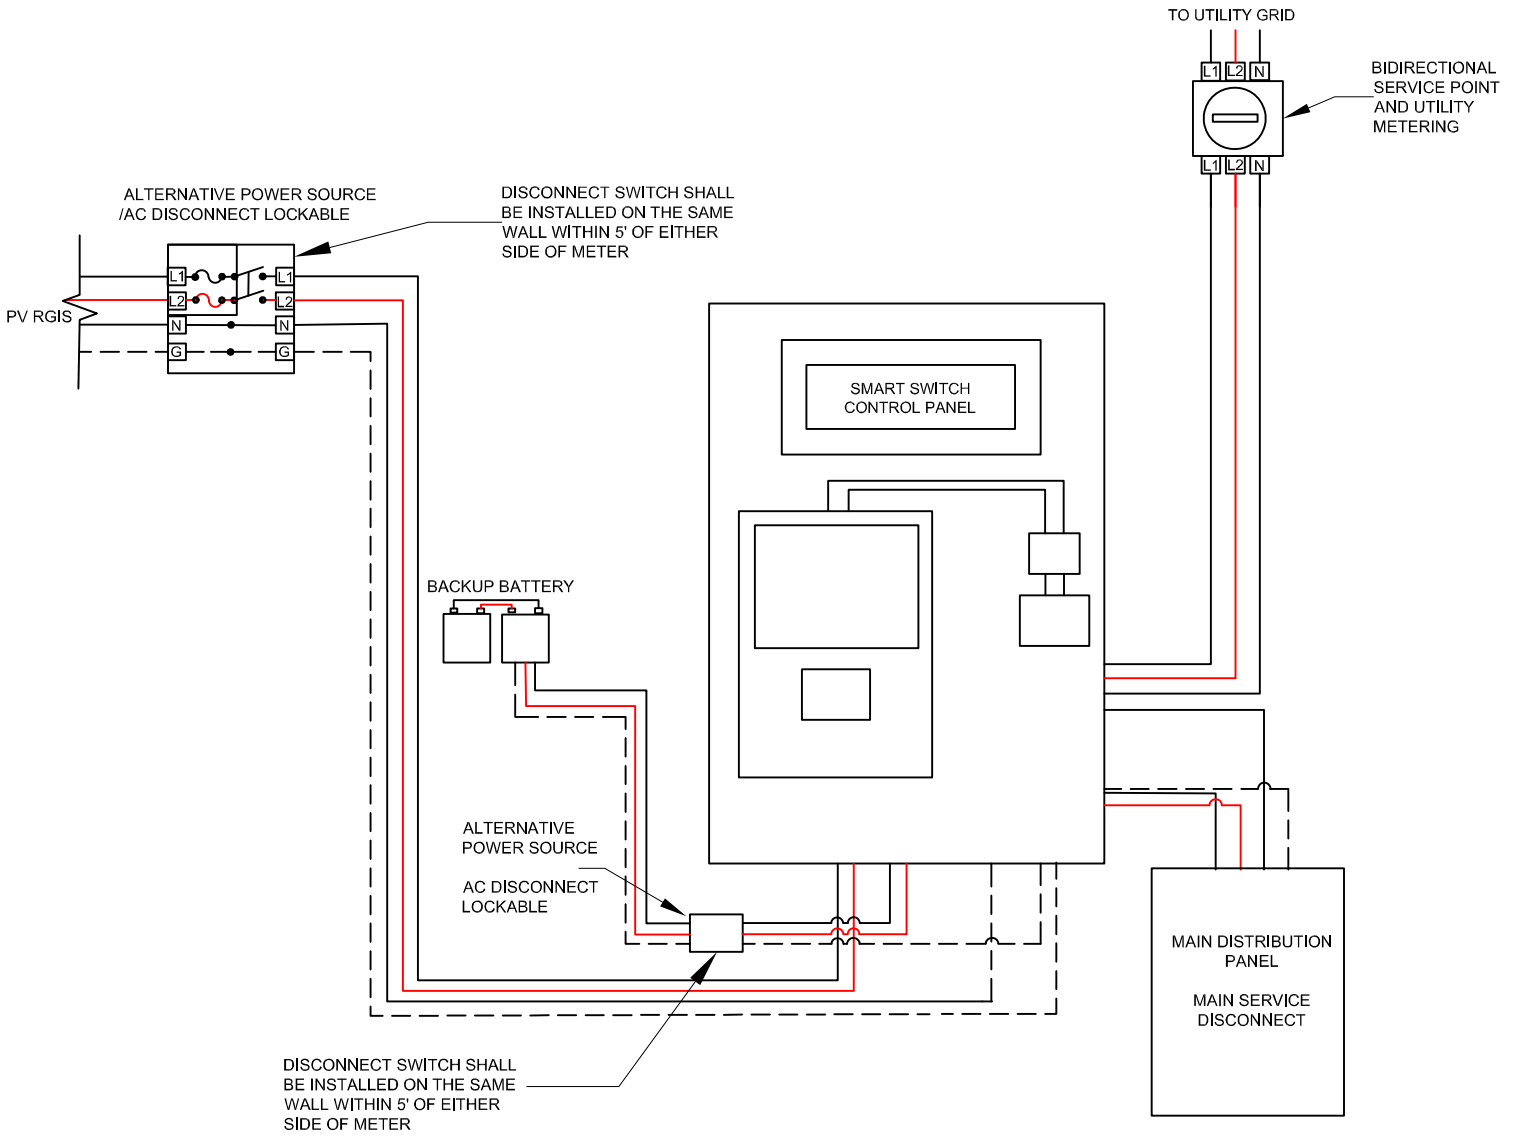 TO UTILITY GRID
L1 L2 N
BIDIRECTIONAL
SERVICE POINT
AND UTILITY
METERING
L1 L2 N
ALTERNATIVE POWER SOURCE
/AC DISCONNECT LOCKABLE
DISCONNECT SWITCH SHALL
BE INSTALLED ON THE SAME
WALL WITHIN 5' OF EITHER
SIDE OF METER
L1 L1
L2 L2
PV RGIS
N N
G G
SMART SWITCH
CONTROL PANEL
BACKUP BATTERY
ALTERNATIVE
POWER SOURCE
AC DISCONNECT
LOCKABLE
MAIN DISTRIBUTION
PANEL
MAIN SERVICE
DISCONNECT
DISCONNECT SWITCH SHALL
BE INSTALLED ON THE SAME
WALL WITHIN 5' OF EITHER
SIDE OF METER